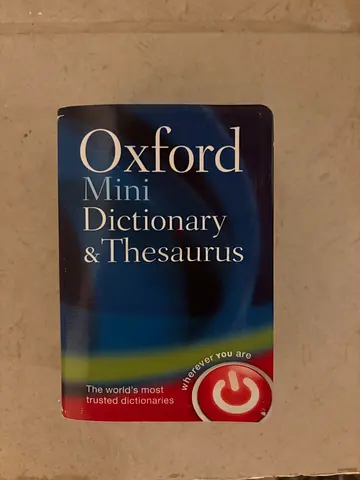 Oxford
Mini
Dictionary
& Thesaurus
wherever YOU are
The world's most
trusted dictionaries